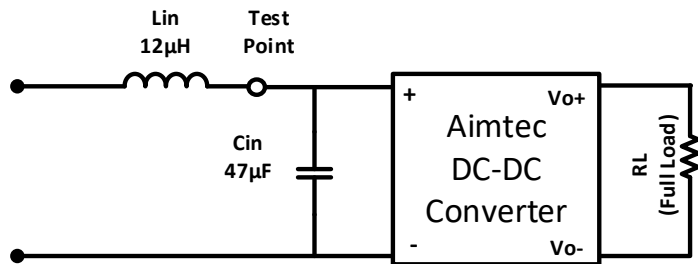 Lin
12µH
Test
Point
Cin
47µF
+
-
Aimtec
DC-DC
Converter
Vo+
Vo-
RL
(Full Load)